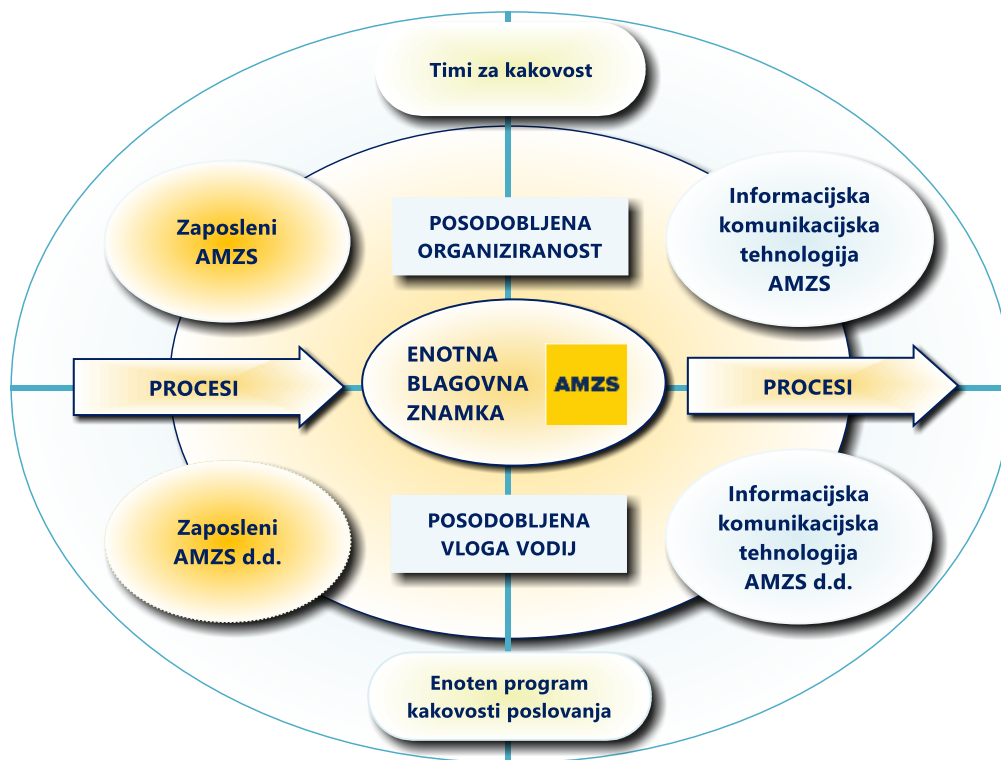 Timi za kakovost
Zaposleni
AMZS
POSODOBLJENA
ORGANIZIRANOST
Informacijska
komunikacijska
tehnologija
AMZS
PROCESI
ENOTNA
BLAGOVNA
ZNAMKA
AMZS
PROCESI
Zaposleni
AMZS d.d.
POSODOBLJENA
VLOGA VODIJ
Informacijska
komunikacijska
tehnologija
AMZS d.d.
Enoten program
kakovosti poslovanja